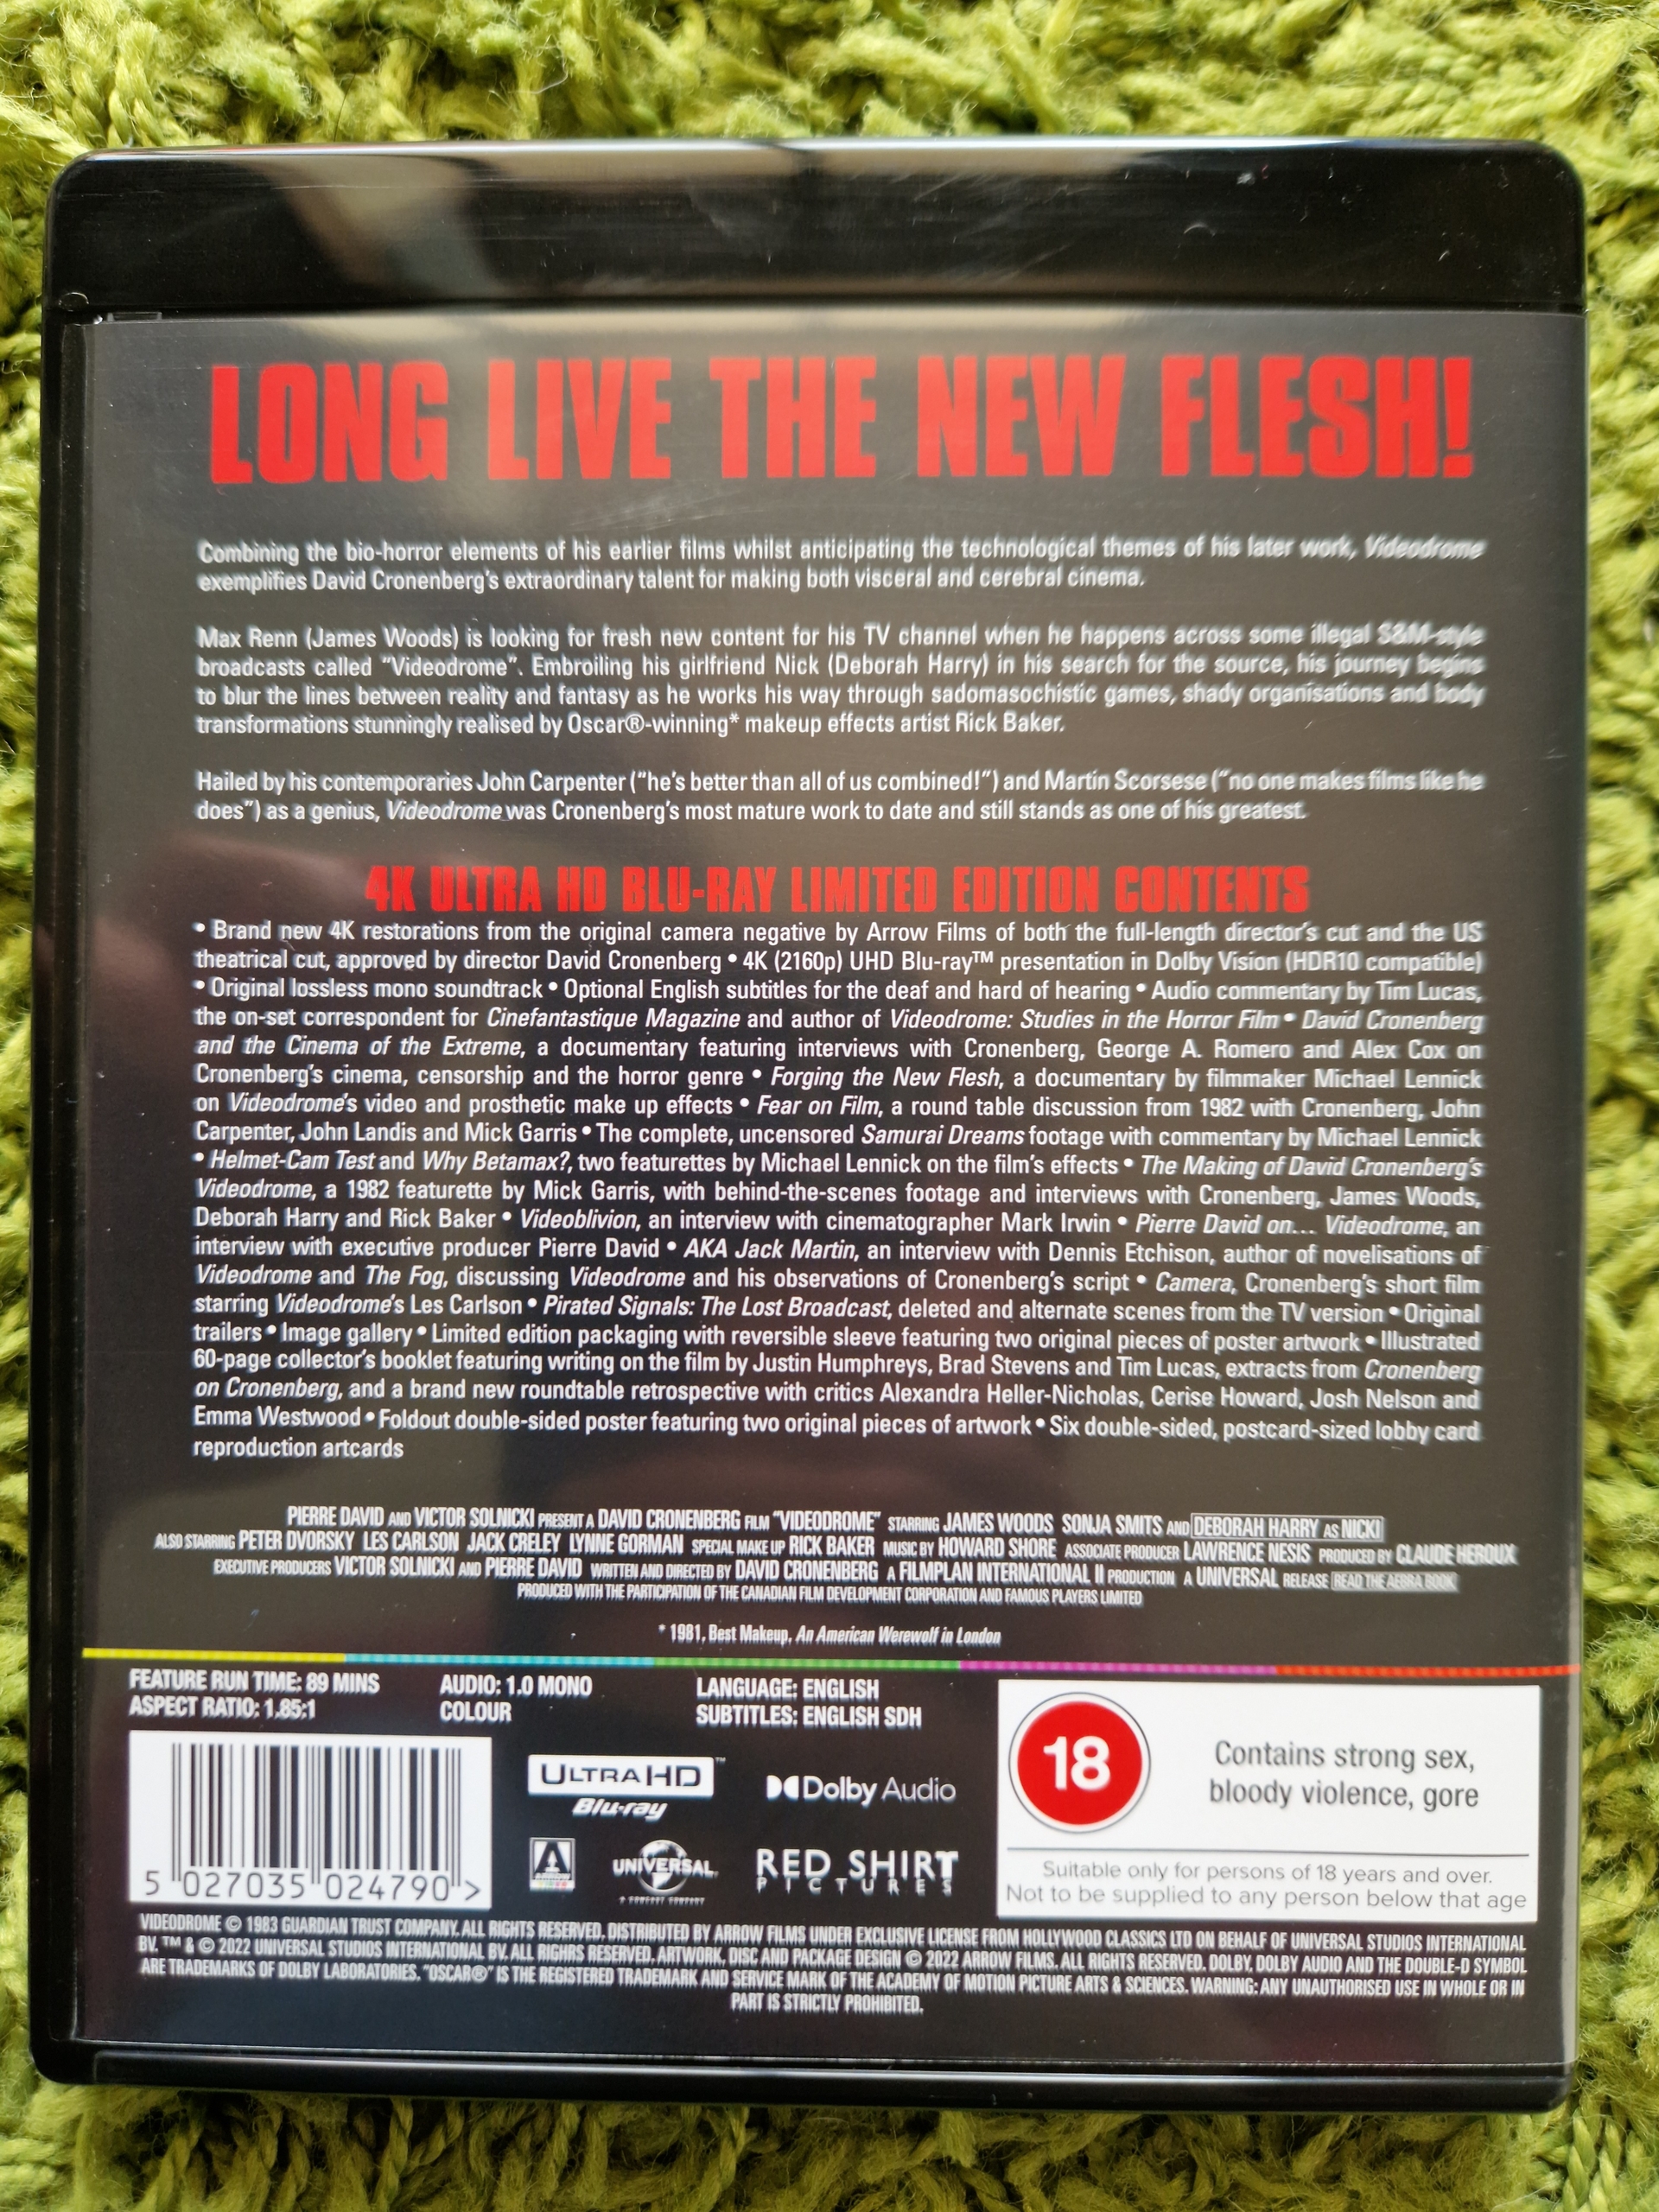 LONG LIVE THE NEW FLESH!
Combining the bio-horror elements of his earlier films whilst anticipating the technological themes of his later work, Videodrome
exemplifies David Cronenberg's extraordinary talent for making both visceral and cerebral cinema.
Max Renn (James Woods) is looking for fresh new content for his TV channel when he happens across some illegal S&M-style
broadcasts called "Videodrome". Embroiling his girlfriend Nick (Deborah Harry) in his search for the source, his journey begins
to blur the lines between reality and fantasy as he works his way through sadomasochistic games, shady organisations and body
transformations stunningly realised by Oscar®-winning* makeup effects artist Rick Baker.
Hailed by his contemporaries John Carpenter ("he's better than all of us combined!") and Martin Scorsese ("no one makes films like he
does") as a genius, Videodrome was Cronenberg's most mature work to date and still stands as one of his greatest.
4K ULTRA HD BLU-RAY LIMITED EDITION CONTENTS
• Brand new 4K restorations from the original camera negative by Arrow Films of both the full-length director's cut and the US
theatrical cut, approved by director David Cronenberg • 4K (2160p) UHD Blu-ray™ presentation in Dolby Vision (HDR10 compatible)
• Original lossless mono soundtrack • Optional English subtitles for the deaf and hard of hearing • Audio commentary by Tim Lucas,
the on-set correspondent for Cinefantastique Magazine and author of Videodrome: Studies in the Horror Film • David Cronenberg
and the Cinema of the Extreme, a documentary featuring interviews with Cronenberg, George A. Romero and Alex Cox on
Cronenberg's cinema, censorship and the horror genre • Forging the New Flesh, a documentary by filmmaker Michael Lennick
on Videodrome's video and prosthetic make up effects • Fear on Film, a round table discussion from 1982 with Cronenberg, John
Carpenter, John Landis and Mick Garris • The complete, uncensored Samurai Dreams footage with commentary by Michael Lennick
• Helmet-Cam Test and Why Betamax?, two featurettes by Michael Lennick on the film's effects • The Making of David Cronenberg's
Videodrome, a 1982 featurette by Mick Garris, with behind-the-scenes footage and interviews with Cronenberg, James Woods,
Deborah Harry and Rick Baker • Videoblivion, an interview with cinematographer Mark Irwin • Pierre David on... Videodrome, an
interview with executive producer Pierre David • AKA Jack Martin, an interview with Dennis Etchison, author of novelisations of
Videodrome and The Fog, discussing Videodrome and his observations of Cronenberg's script • Camera, Cronenberg's short film
starring Videodrome's Les Carlson • Pirated Signals: The Lost Broadcast, deleted and alternate scenes from the TV version • Original
trailers • Image gallery • Limited edition packaging with reversible sleeve featuring two original pieces of poster artwork • Illustrated
60-page collector's booklet featuring writing on the film by Justin Humphreys, Brad Stevens and Tim Lucas, extracts from Cronenberg
on Cronenberg, and a brand new roundtable retrospective with critics Alexandra Heller-Nicholas, Cerise Howard, Josh Nelson and
Emma Westwood • Foldout double-sided poster featuring two original pieces of artwork • Six double-sided, postcard-sized lobby card
reproduction artcards
PIERRE DAVID AND VICTOR SOLNICKI PRESENT A DAVID CRONENBERG FILM "VIDEODROME" STARRING JAMES WOODS SONJA SMITS AND DEBORAH HARRY AS NICKI
ALSO STARRING PETER DVORSKY LES CARLSON JACK CRELEY LYNNE GORMAN SPECIAL MAKE UP RICK BAKER MUSIC BY HOWARD SHORE ASSOCIATE PRODUCER LAWRENCE NESIS PRODUCED BY CLAUDE HEROUX
EXECUTIVE PRODUCERS VICTOR SOLNICKI AND PIERRE DAVID WRITTEN AND DIRECTED BY DAVID CRONENBERG A FILMPLAN INTERNATIONAL II PRODUCTION A UNIVERSAL RELEASE READ THE BOOK
PRODUCED WITH THE PARTICIPATION OF THE CANADIAN FILM DEVELOPMENT CORPORATION AND FAMOUS PLAYERS LIMITED
* 1981, Best Makeup, An American Werewolf in London
FEATURE RUN TIME: 89 MINS AUDIO: 1.0 MONO LANGUAGE: ENGLISH
ASPECT RATIO: 1.85:1 COLOUR SUBTITLES: ENGLISH SDH
ULTRA HD™
Blu-ray
Dolby Audio
18
Contains strong sex,
bloody violence, gore
A
UNIVERSAL
A COMCAST COMPANY
RED SHIRT
PICTURES
Suitable only for persons of 18 years and over.
Not to be supplied to any person below that age
5 027035 024790 >
VIDEODROME © 1983 GUARDIAN TRUST COMPANY. ALL RIGHTS RESERVED. DISTRIBUTED BY ARROW FILMS UNDER EXCLUSIVE LICENSE FROM HOLLYWOOD CLASSICS LTD ON BEHALF OF UNIVERSAL STUDIOS INTERNATIONAL
BV. ™ & © 2022 UNIVERSAL STUDIOS INTERNATIONAL BV. ALL RIGHRS RESERVED. ARTWORK, DISC AND PACKAGE DESIGN © 2022 ARROW FILMS. ALL RIGHTS RESERVED. DOLBY, DOLBY AUDIO AND THE DOUBLE-D SYMBOL
ARE TRADEMARKS OF DOLBY LABORATORIES. "OSCAR®" IS THE REGISTERED TRADEMARK AND SERVICE MARK OF THE ACADEMY OF MOTION PICTURE ARTS & SCIENCES. WARNING: ANY UNAUTHORISED USE IN WHOLE OR IN
PART IS STRICTLY PROHIBITED.